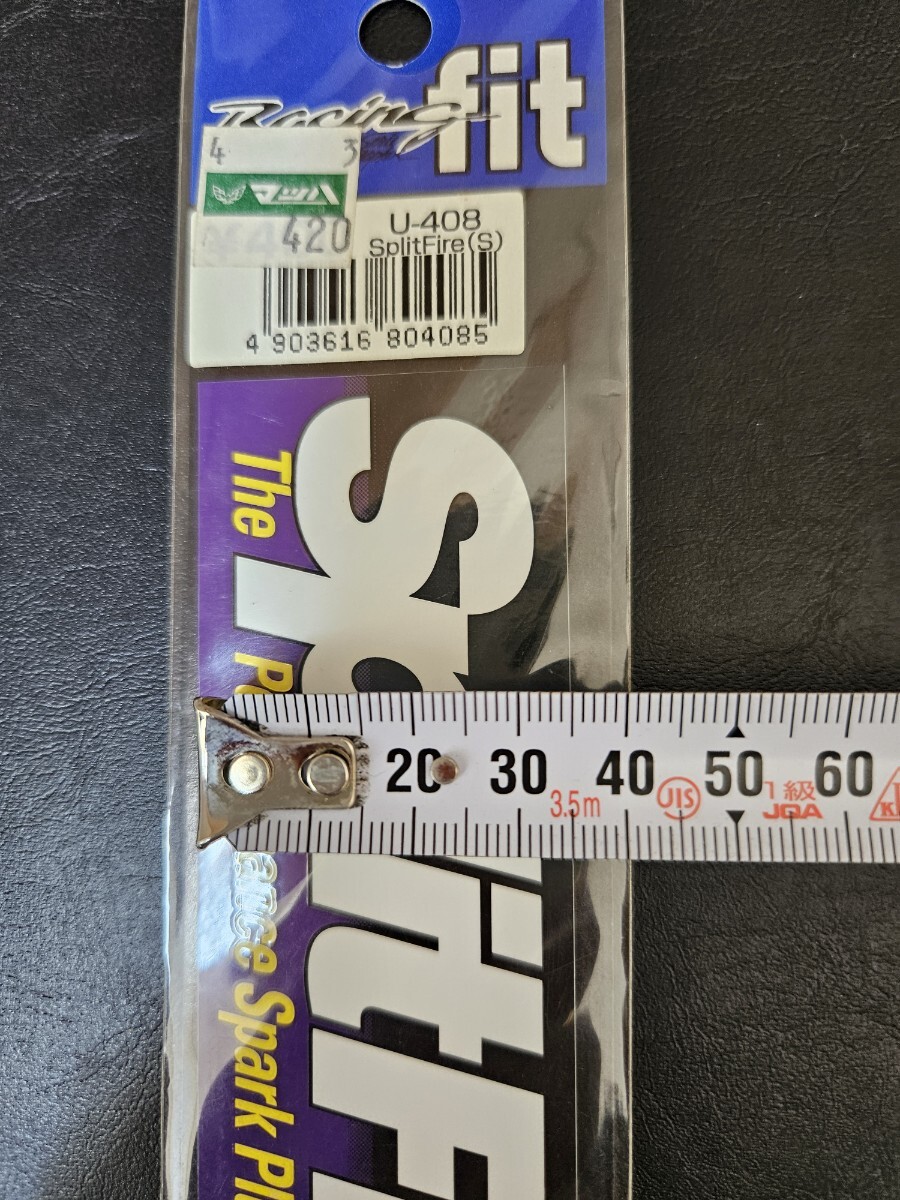 Racing
fit
4 3
420
U-408
SplitFire(S)
4 903616 804085
The
Spark
20 30 40 50 60
3.5m
JIS
1級
JQA